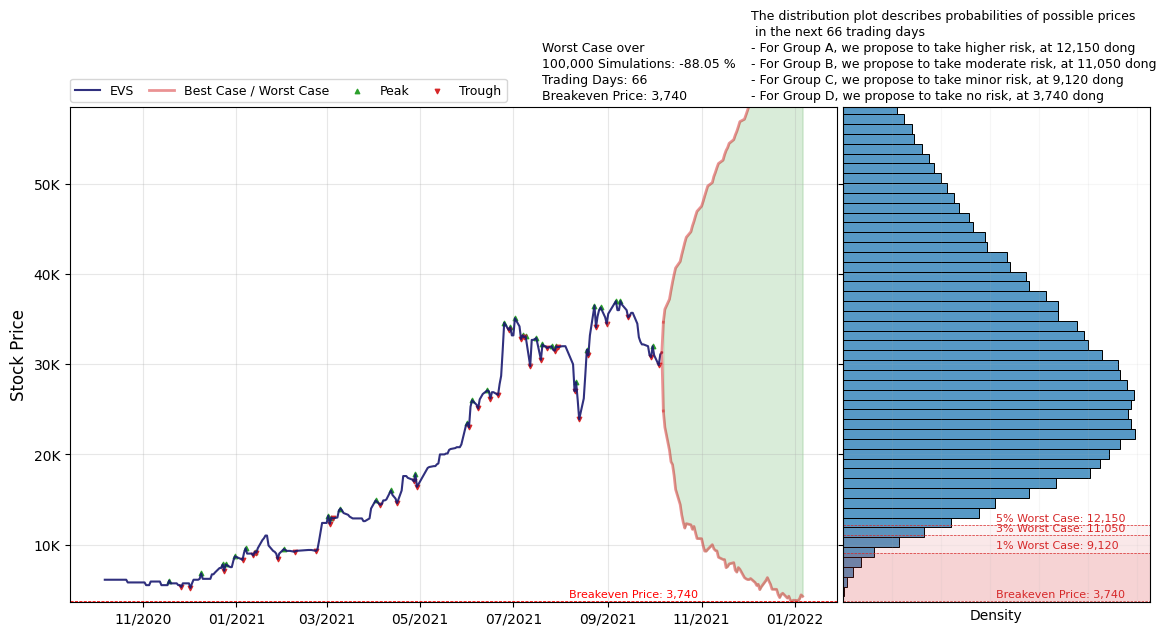 The distribution plot describes probabilities of possible prices
in the next 66 trading days
- For Group A, we propose to take higher risk, at 12,150 dong
- For Group B, we propose to take moderate risk, at 11,050 dong
- For Group C, we propose to take minor risk, at 9,120 dong
- For Group D, we propose to take no risk, at 3,740 dong
Worst Case over
100,000 Simulations: -88.05 %
Trading Days: 66
Breakeven Price: 3,740
EVS
Best Case / Worst Case
Peak
Trough
Stock Price
50K
40K
30K
20K
10K
Breakeven Price: 3,740
11/2020
01/2021
03/2021
05/2021
07/2021
09/2021
11/2021
01/2022
5% Worst Case: 12,150
3% Worst Case: 11,050
1% Worst Case: 9,120
Breakeven Price: 3,740
Density